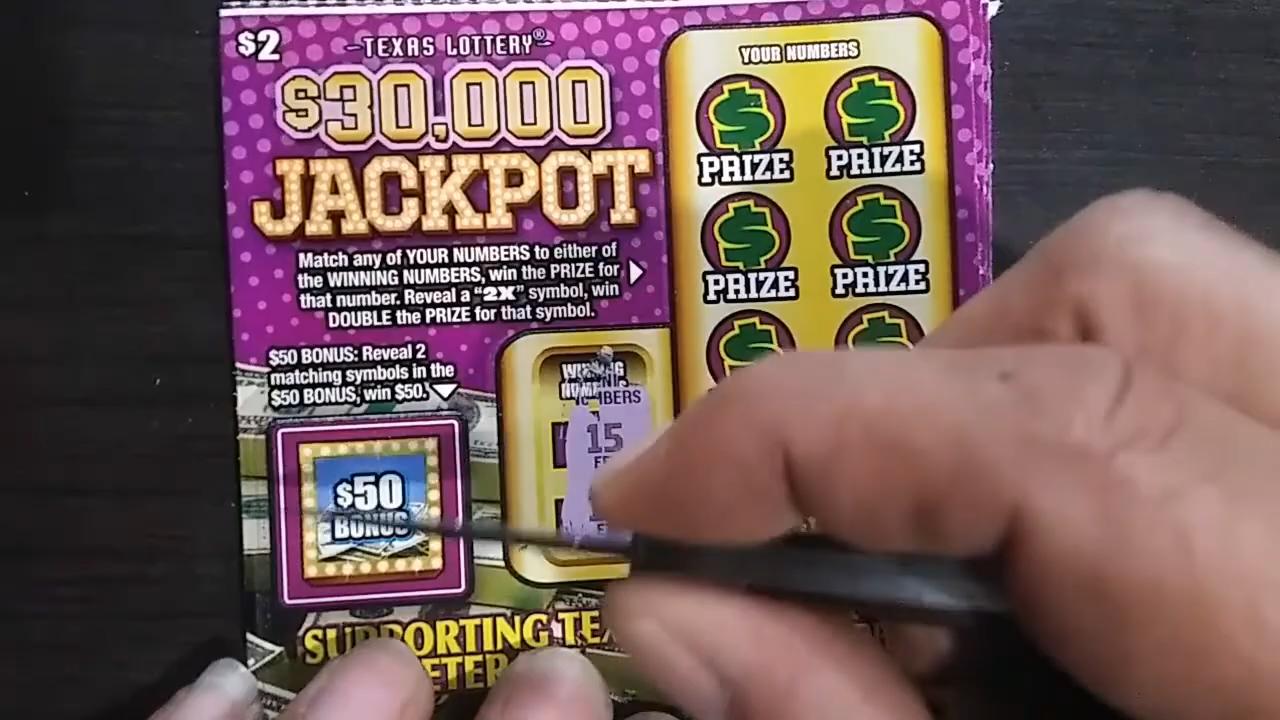 $2
TEXAS LOTTERY®
$30,000
JACKPOT
Match any of YOUR NUMBERS to either of
the WINNING NUMBERS, win the PRIZE for
that number. Reveal a "2X" symbol, win
DOUBLE the PRIZE for that symbol.
$50 BONUS: Reveal 2
matching symbols in the
$50 BONUS, win $50.
$50
BONUS
15
SUPPORTING
YOUR NUMBERS
PRIZE PRIZE
PRIZE PRIZE